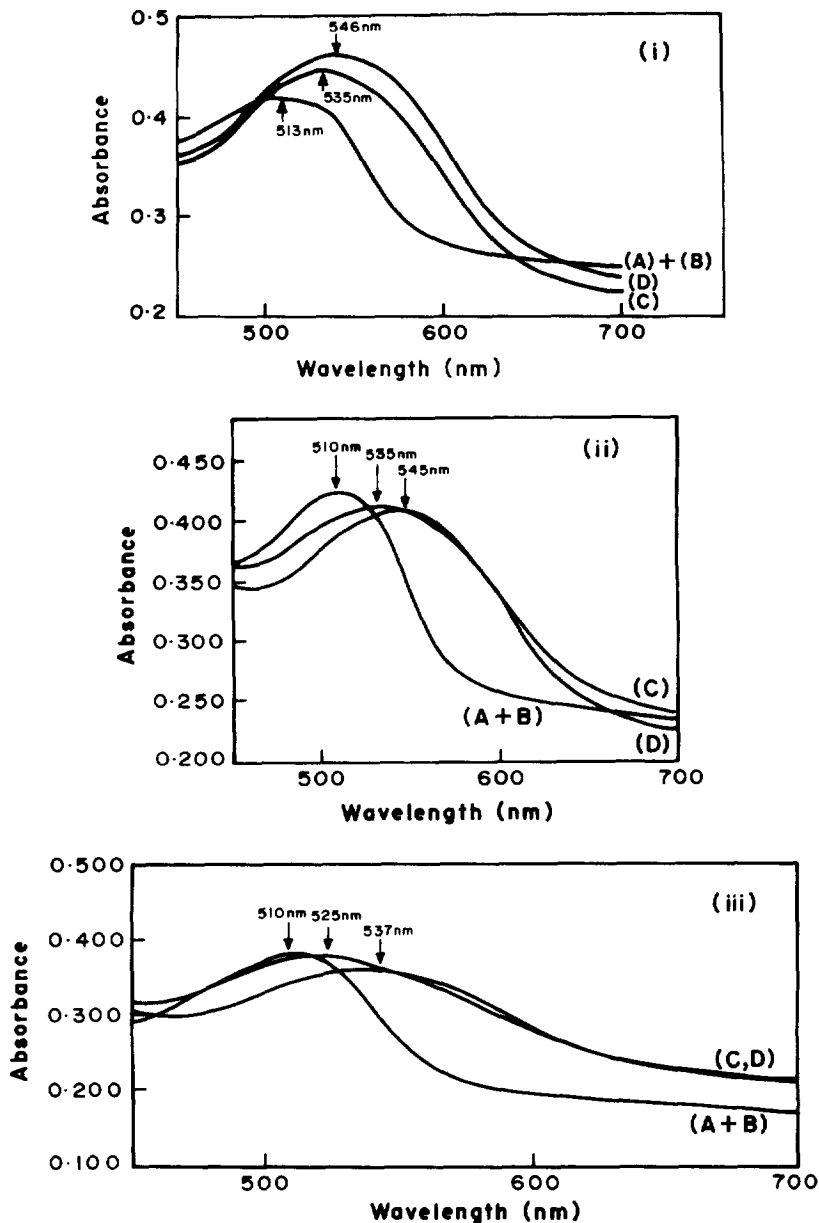 0·5
546nm
(i)
535nm
0·4
513nm
Absorbance
0·3
(A)+(B)
(D)
(C)
0·2
500 600 700
Wavelength (nm)
(ii)
0·450
510nm
535nm
545nm
0·400
Absorbance
0·350
0·300
(C)
0·250
(A+B)
(D)
0·200
500 600 700
Wavelength (nm)
0·500
(iii)
510nm 525nm
537nm
0·400
Absorbance
0·300
(C,D)
0·200
(A+B)
0·100
500 600 700
Wavelength (nm)